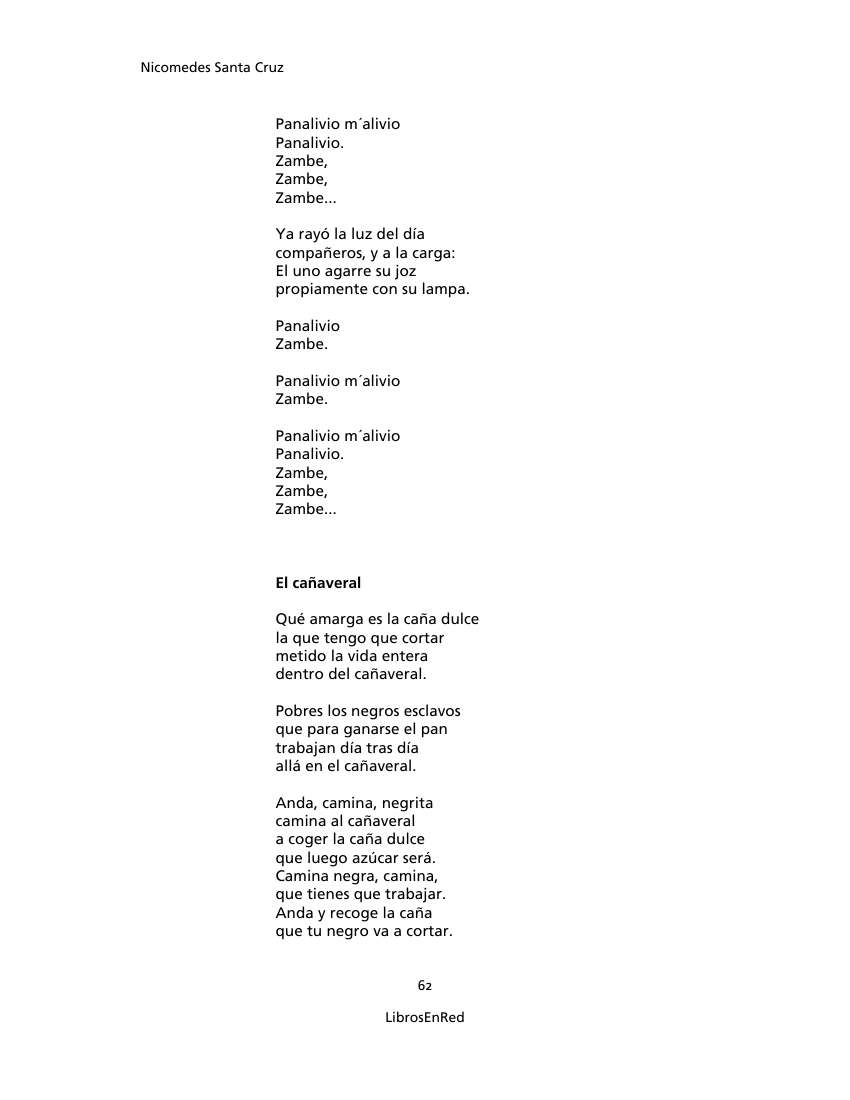 Nicomedes Santa Cruz
Panalivio m´alivio
Panalivio.
Zambe,
Zambe,
Zambe...
Ya rayó la luz del día
compañeros, y a la carga:
El uno agarre su joz
propiamente con su lampa.
Panalivio
Zambe.
Panalivio m´alivio
Zambe.
Panalivio m´alivio
Panalivio.
Zambe,
Zambe,
Zambe...
El cañaveral
Qué amarga es la caña dulce
la que tengo que cortar
metido la vida entera
dentro del cañaveral.
Pobres los negros esclavos
que para ganarse el pan
trabajan día tras día
allá en el cañaveral.
Anda, camina, negrita
camina al cañaveral
a coger la caña dulce
que luego azúcar será.
Camina negra, camina,
que tienes que trabajar.
Anda y recoge la caña
que tu negro va a cortar.
62
LibrosEnRed